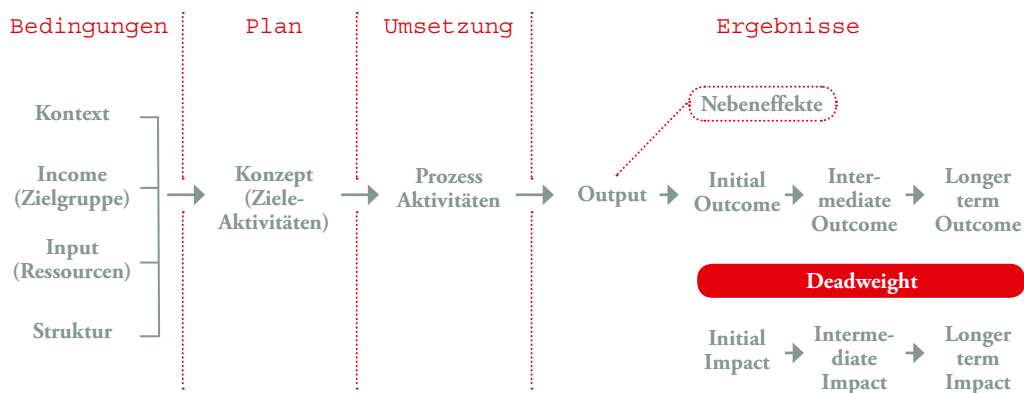 Bedingungen
Plan
Umsetzung
Ergebnisse
Kontext
Income
(Zielgruppe)
Input
(Ressourcen)
Struktur
Konzept
(Ziele-
Aktivitäten)
Prozess
Aktivitäten
Nebeneffekte
Output
Initial
Outcome
Inter-
mediate
Outcome
Longer
term
Outcome
Deadweight
Initial
Impact
Interme-
diate
Impact
Longer
term
Impact